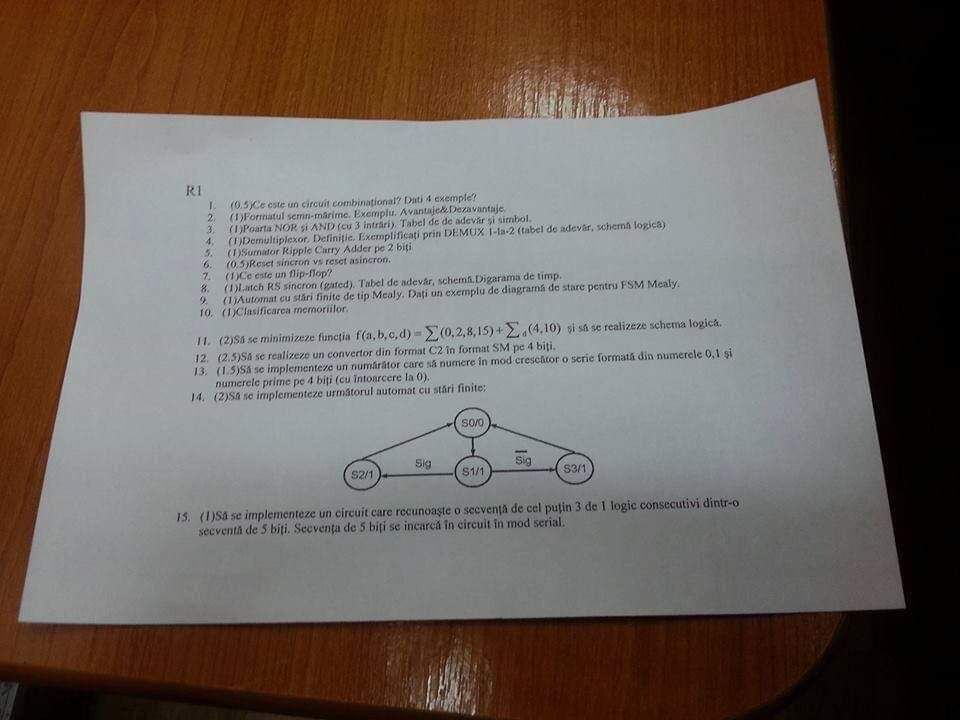 R1
1. (0.5)Ce este un circuit combinațional? Dati 4 exemple?
2. (1)Formatul semn-mărime. Exemplu. Avantaje&Dezavantaje.
3. (1)Poarta NOR și AND (cu 3 intrări). Tabel de de adevăr și simbol.
4. (1)Demultiplexor. Definiție. Exemplificați prin DEMUX 1-la-2 (tabel de adevăr, schemă logică)
5. (1)Sumator Ripple Carry Adder pe 2 biți
6. (0.5)Reset sincron vs reset asincron.
7. (1)Ce este un flip-flop?
8. (1)Latch RS sincron (gated). Tabel de adevăr, schemă.Digarama de timp.
9. (1)Automat cu stări finite de tip Mealy. Dați un exemplu de diagramă de stare pentru FSM Mealy.
10. (1)Clasificarea memoriilor.
11. (2)Să se minimizeze funcția f(a,b,c,d) = ∑(0,2,8,15) + ∑d(4,10) și să se realizeze schema logică.
12. (2.5)Să se realizeze un convertor din format C2 în format SM pe 4 biți.
13. (1.5)Să se implementeze un numărător care să numere în mod crescător o serie formată din numerele 0,1 și
numerele prime pe 4 biți (cu întoarcere la 0).
14. (2)Să se implementeze următorul automat cu stări finite:
S0/0
Sig
S̅i̅g̅
S2/1
S1/1
S3/1
15. (1)Să se implementeze un circuit care recunoaște o secvență de cel puțin 3 de 1 logic consecutivi dintr-o
secventă de 5 biți. Secvența de 5 biți se incarcă în circuit în mod serial.